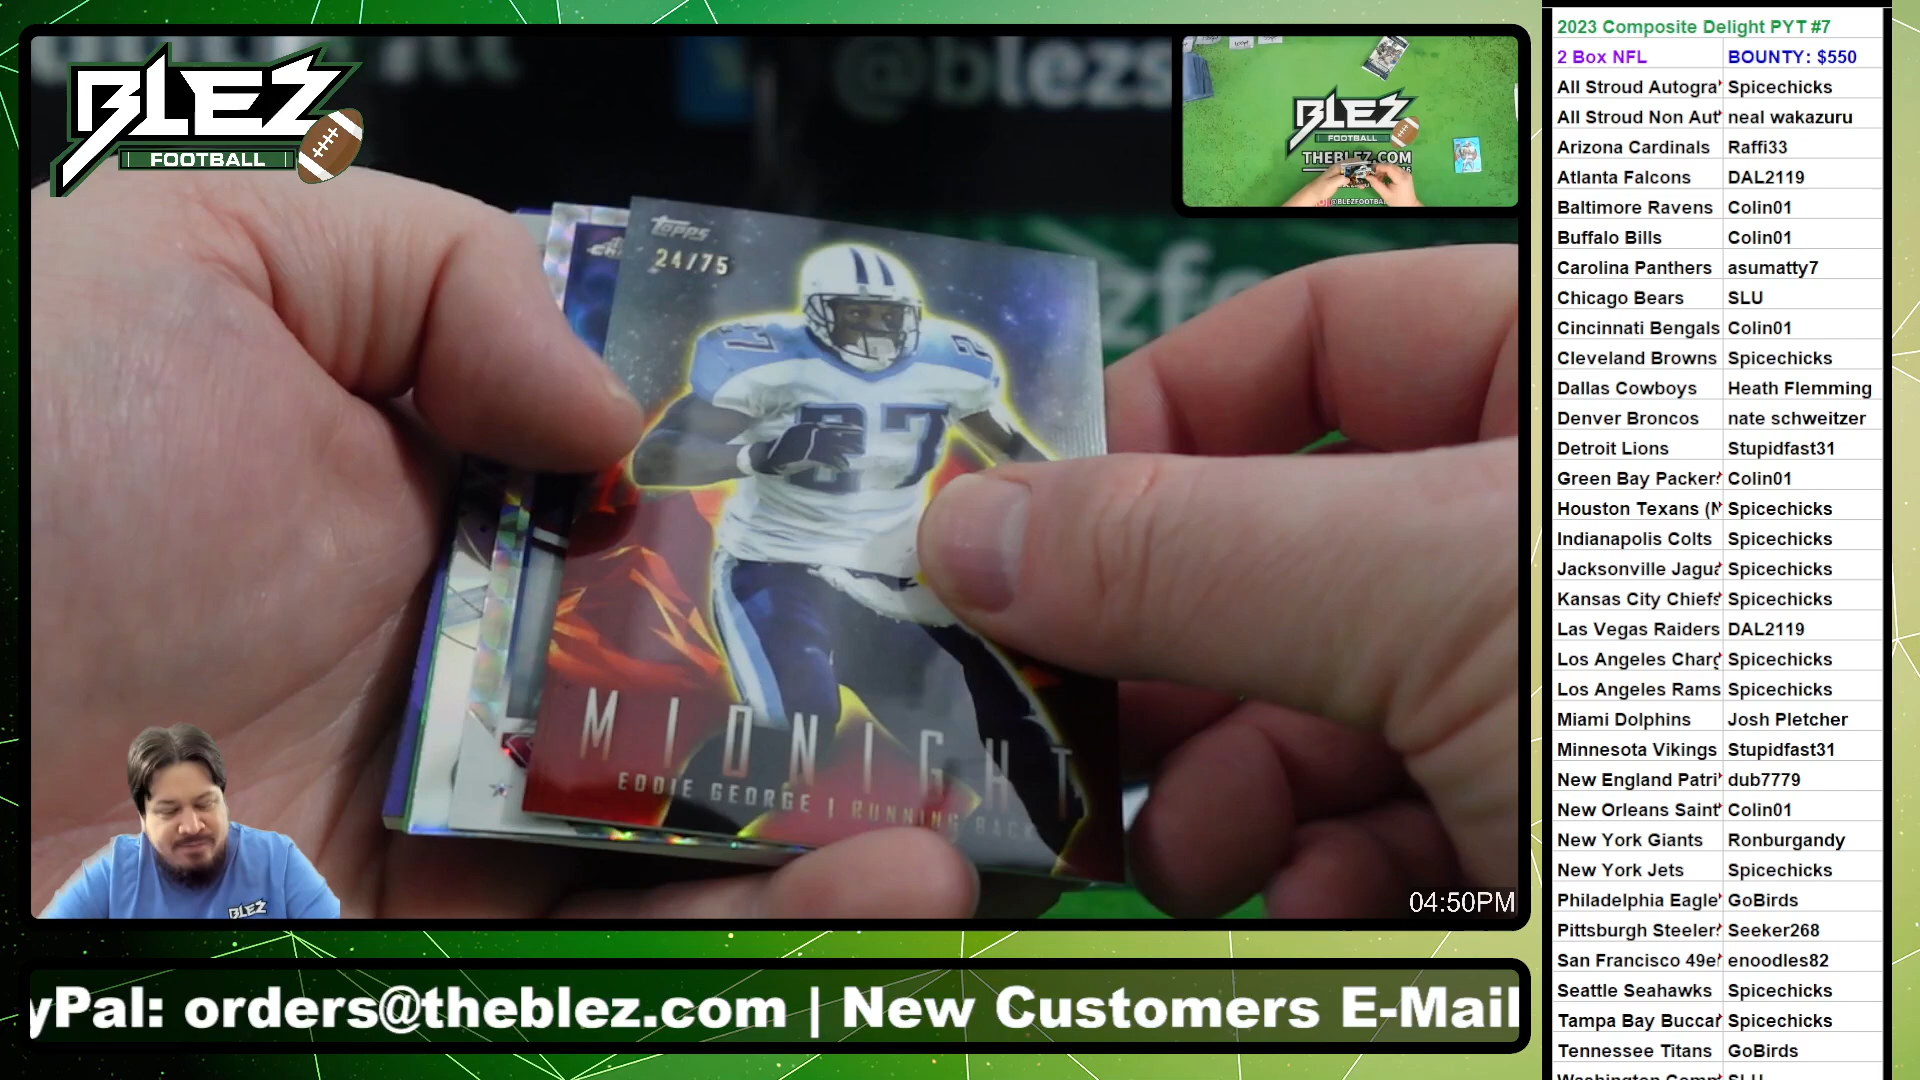 BLEZ
FOOTBALL
@blezs
Topps
24/75
27
MIDNIGHT
EDDIE GEORGE | RUNNING BACK
BLEZ
FOOTBALL
THEBLEZ.COM
BLEZ
04:50PM
yPal: orders@theblez.com | New Customers E-Mail
2023 Composite Delight PYT #7
2 Box NFL BOUNTY: $550
All Stroud Autogra Spicechicks
All Stroud Non Aut neal wakazuru
Arizona Cardinals Raffi33
Atlanta Falcons DAL2119
Baltimore Ravens Colin01
Buffalo Bills Colin01
Carolina Panthers asumatty7
Chicago Bears SLU
Cincinnati Bengals Colin01
Cleveland Browns Spicechicks
Dallas Cowboys Heath Flemming
Denver Broncos nate schweitzer
Detroit Lions Stupidfast31
Green Bay Packer Colin01
Houston Texans (N Spicechicks
Indianapolis Colts Spicechicks
Jacksonville Jagua Spicechicks
Kansas City Chiefs Spicechicks
Las Vegas Raiders DAL2119
Los Angeles Charg Spicechicks
Los Angeles Rams Spicechicks
Miami Dolphins Josh Pletcher
Minnesota Vikings Stupidfast31
New England Patri dub7779
New Orleans Saint Colin01
New York Giants Ronburgandy
New York Jets Spicechicks
Philadelphia Eagle GoBirds
Pittsburgh Steeler Seeker268
San Francisco 49e enoodles82
Seattle Seahawks Spicechicks
Tampa Bay Buccar Spicechicks
Tennessee Titans GoBirds